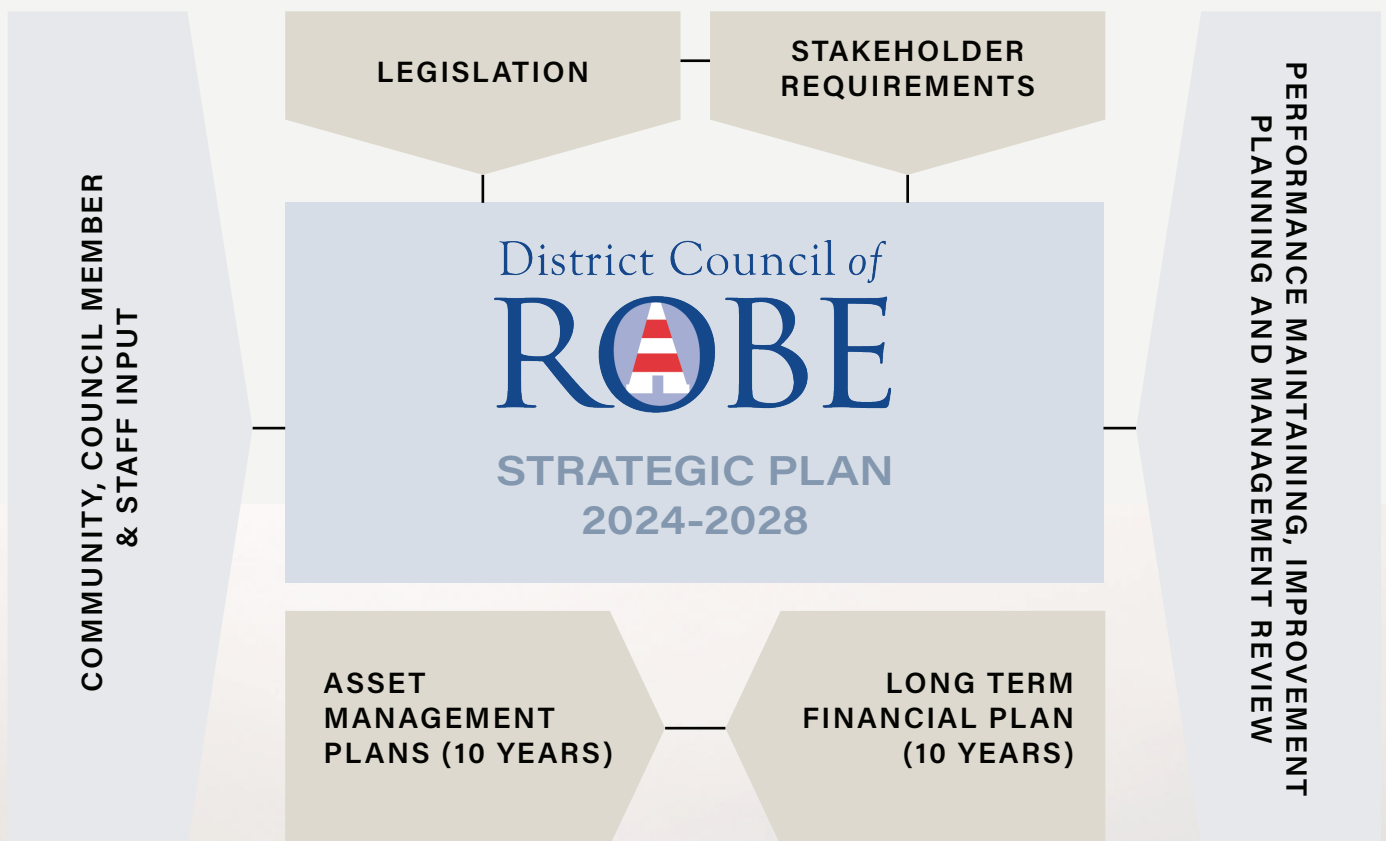 LEGISLATION
STAKEHOLDER
REQUIREMENTS
COMMUNITY, COUNCIL MEMBER
& STAFF INPUT
District Council of
ROBE
STRATEGIC PLAN
2024-2028
PERFORMANCE MAINTAINING, IMPROVEMENT
PLANNING AND MANAGEMENT REVIEW
ASSET
MANAGEMENT
PLANS (10 YEARS)
LONG TERM
FINANCIAL PLAN
(10 YEARS)